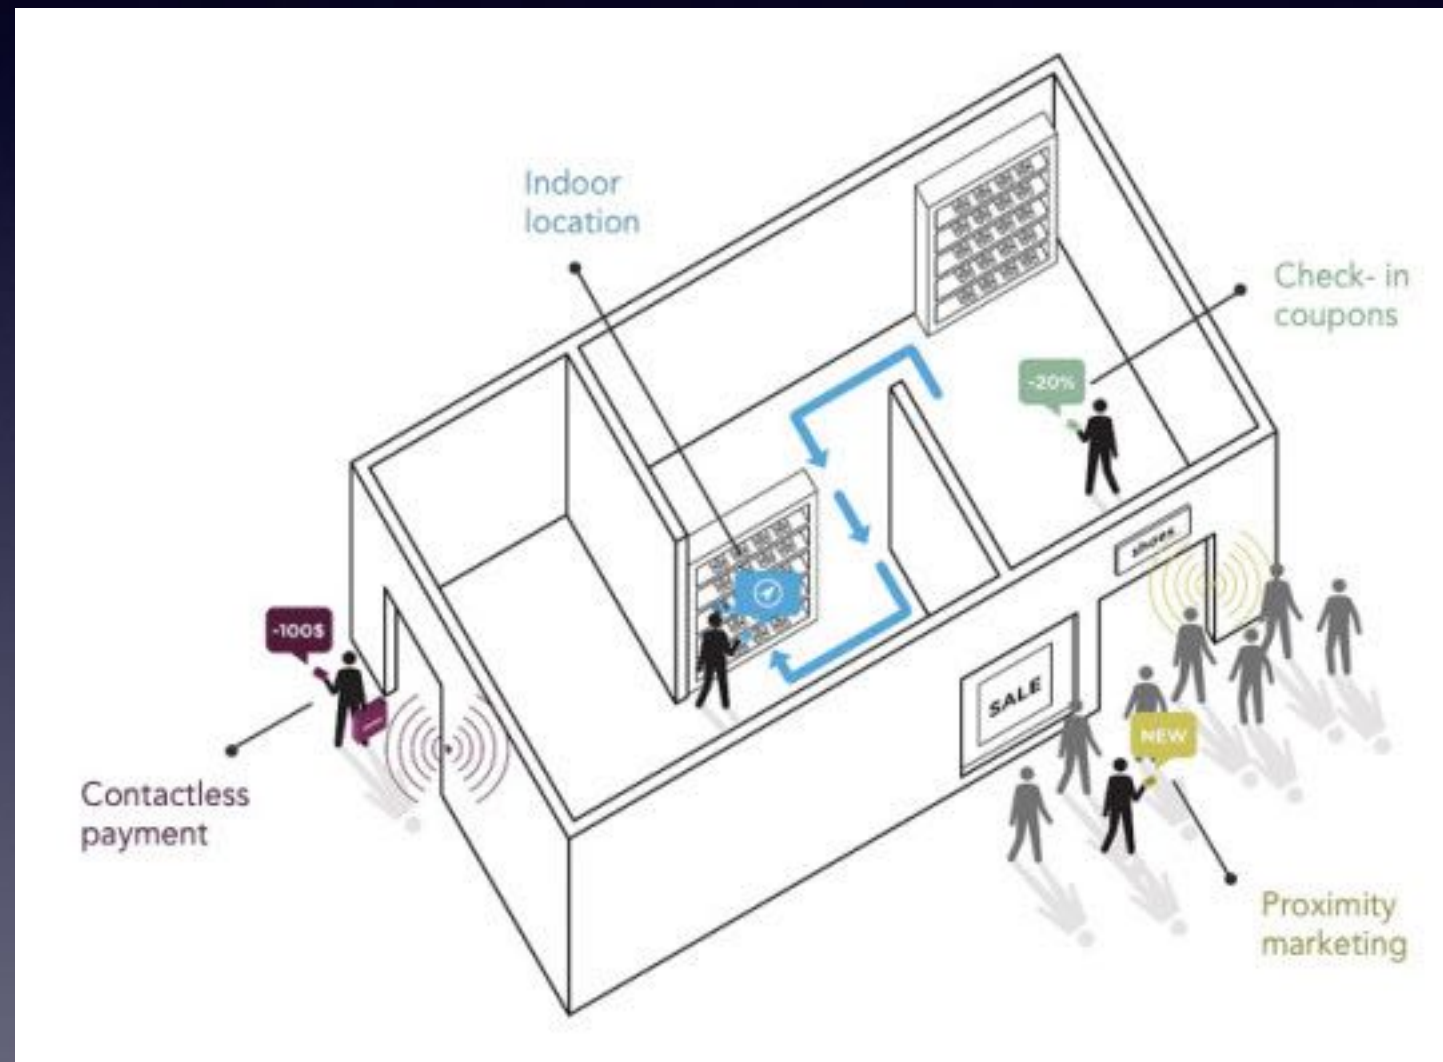 Indoor
location
Check- in
coupons
-20%
shoes
-100$
SALE
NEW
Contactless
payment
Proximity
marketing